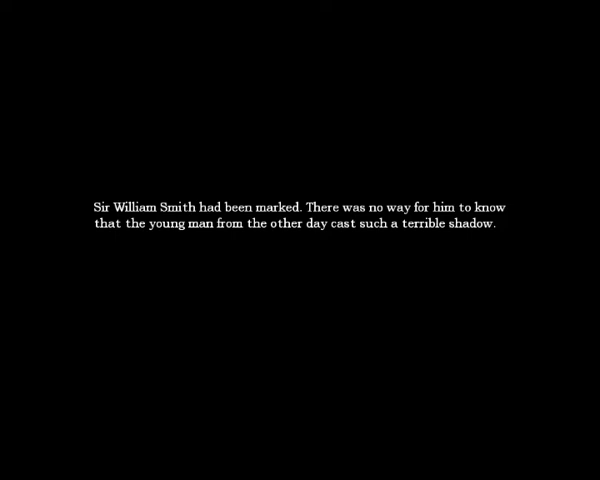 Sir William Smith had been marked. There was no way for him to know
that the young man from the other day cast such a terrible shadow.